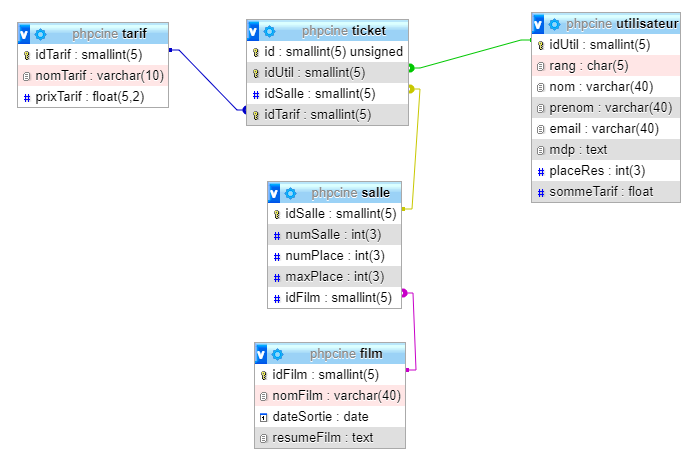 v phpcine tarif
idTarif : smallint(5)
nomTarif : varchar(10)
# prixTarif : float(5,2)
v phpcine ticket
id : smallint(5) unsigned
idUtil : smallint(5)
# idSalle : smallint(5)
idTarif : smallint(5)
v phpcine utilisateur
idUtil : smallint(5)
rang : char(5)
nom : varchar(40)
prenom : varchar(40)
email : varchar(40)
mdp : text
# placeRes : int(3)
# sommeTarif : float
v phpcine salle
idSalle : smallint(5)
# numSalle : int(3)
# numPlace : int(3)
# maxPlace : int(3)
# idFilm : smallint(5)
v phpcine film
idFilm : smallint(5)
nomFilm : varchar(40)
dateSortie : date
resumeFilm : text